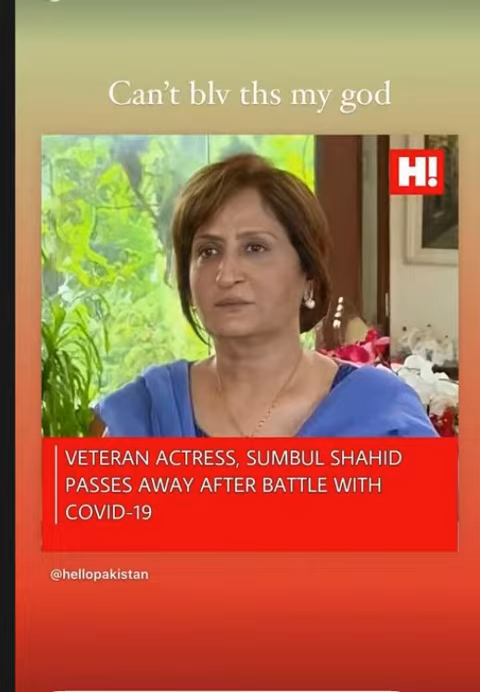 Can't blv ths my god
H!
VETERAN ACTRESS, SUMBUL SHAHID
PASSES AWAY AFTER BATTLE WITH
COVID-19
@hellopakistan